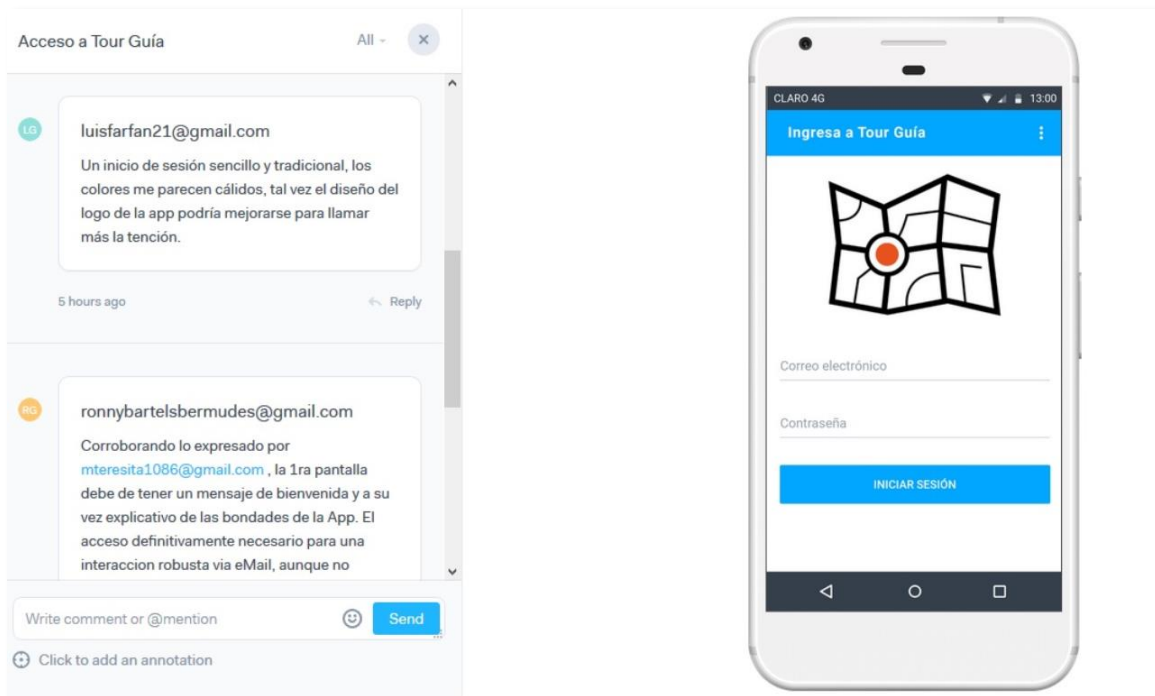 Acceso a Tour Guía
All
LG
luisfarfan21@gmail.com
Un inicio de sesión sencillo y tradicional, los
colores me parecen cálidos, tal vez el diseño del
logo de la app podría mejorarse para llamar
más la tención.
5 hours ago
Reply
RG
ronnybartelsbermudes@gmail.com
Corroborando lo expresado por
mteresita1086@gmail.com , la 1ra pantalla
debe de tener un mensaje de bienvenida y a su
vez explicativo de las bondades de la App. El
acceso definitivamente necesario para una
interaccion robusta via eMail, aunque no
Write comment or @mention
Send
Click to add an annotation
CLARO 4G
13:00
Ingresa a Tour Guía
Correo electrónico
Contraseña
INICIAR SESIÓN